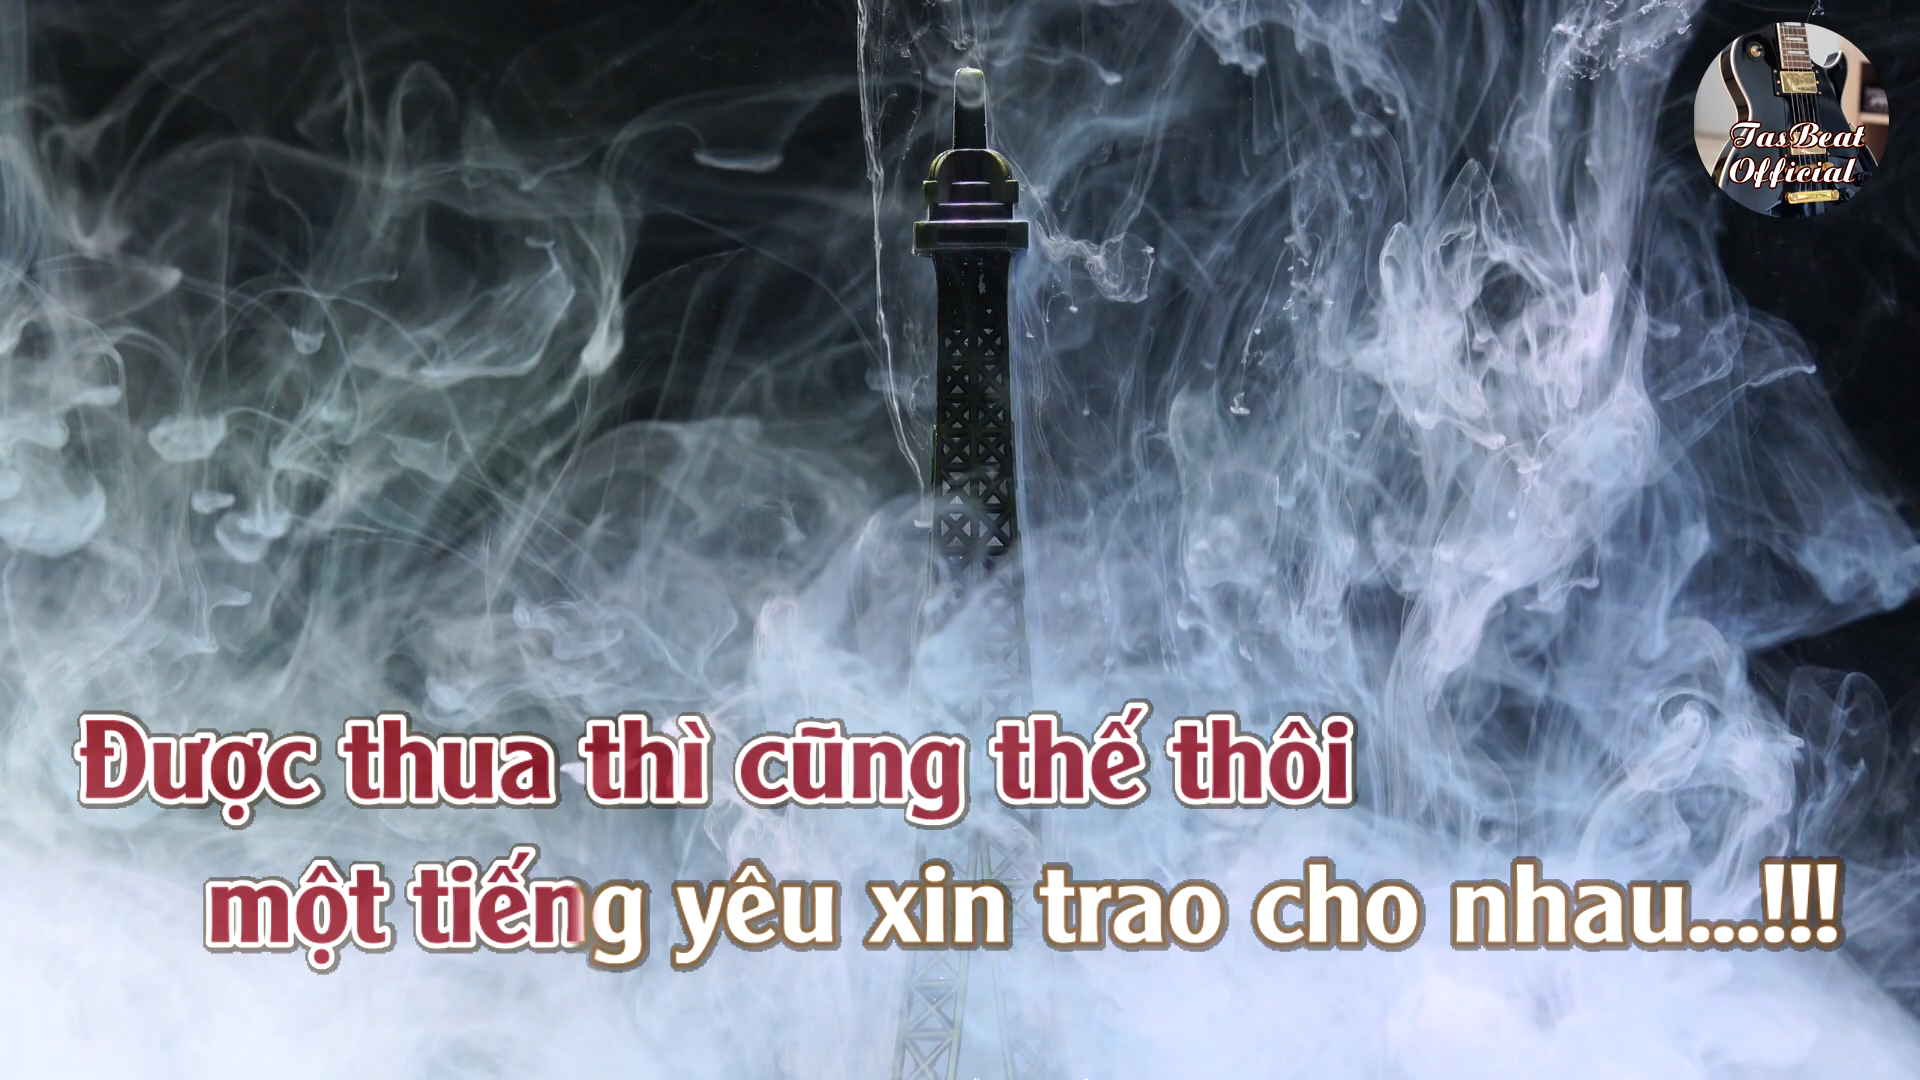 TasBeat
Official
Được thua thì cũng thế thôi
một tiếng yêu xin trao cho nhau...!!!